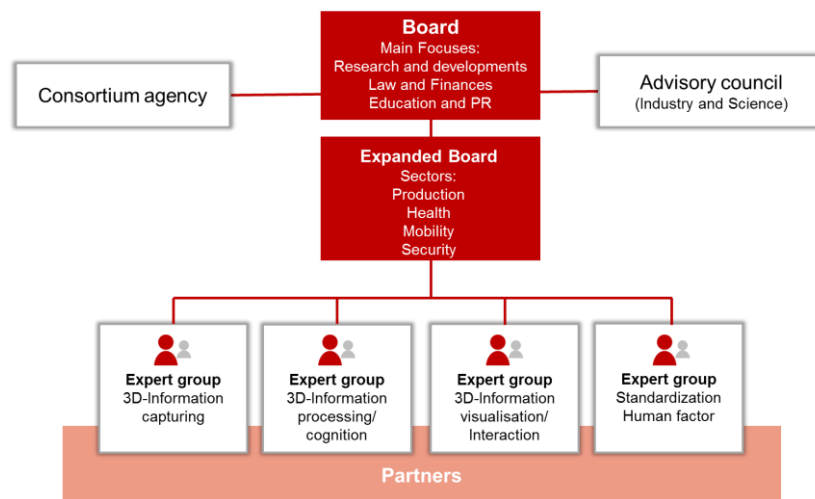 Board
Main Focuses:
Research and developments
Law and Finances
Education and PR
Consortium agency
Advisory council
(Industry and Science)
Expanded Board
Sectors:
Production
Health
Mobility
Security
Expert group
3D-Information
capturing
Expert group
3D-Information
processing/
cognition
Expert group
3D-Information
visualisation/
Interaction
Expert group
Standardization
Human factor
Partners